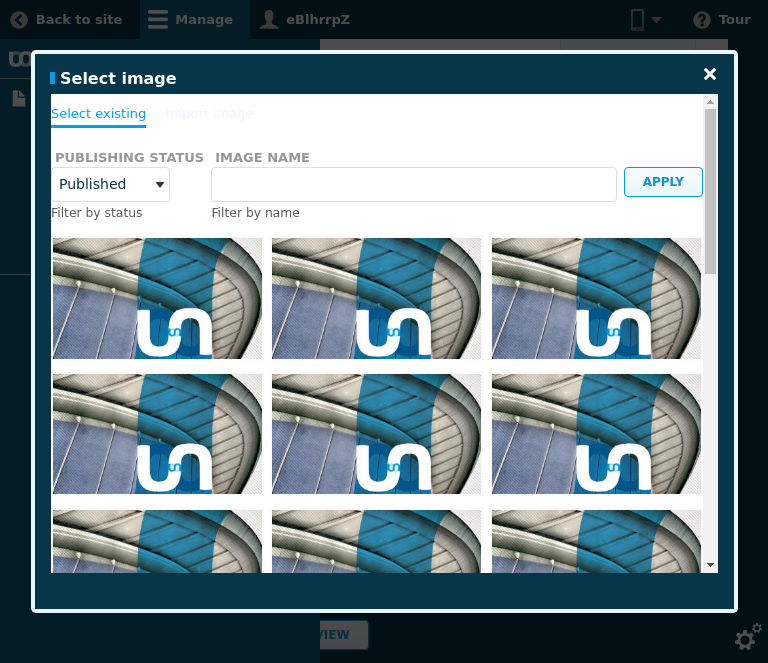 Back to site
Manage
eBlhrrpZ
Tour
Select image
Select existing
Import image
PUBLISHING STATUS
IMAGE NAME
Published
APPLY
Filter by status
Filter by name